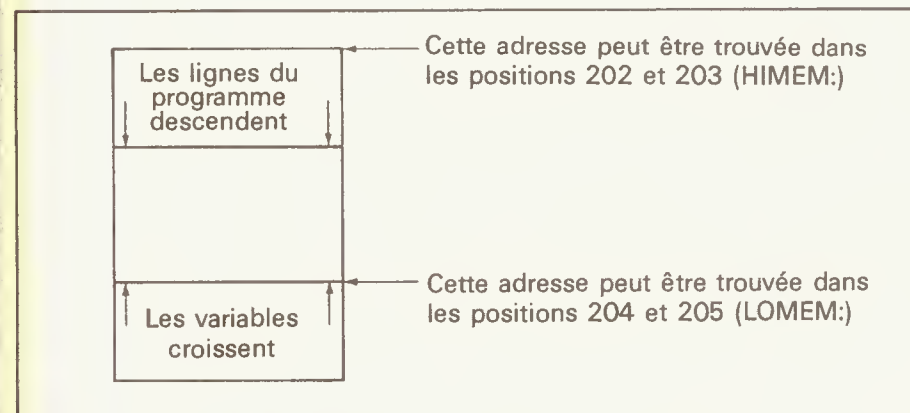 Cette adresse peut être trouvée dans
les positions 202 et 203 (HIMEM:)
Les lignes du
programme
descendent
Cette adresse peut être trouvée dans
les positions 204 et 205 (LOMEM:)
Les variables
croissent